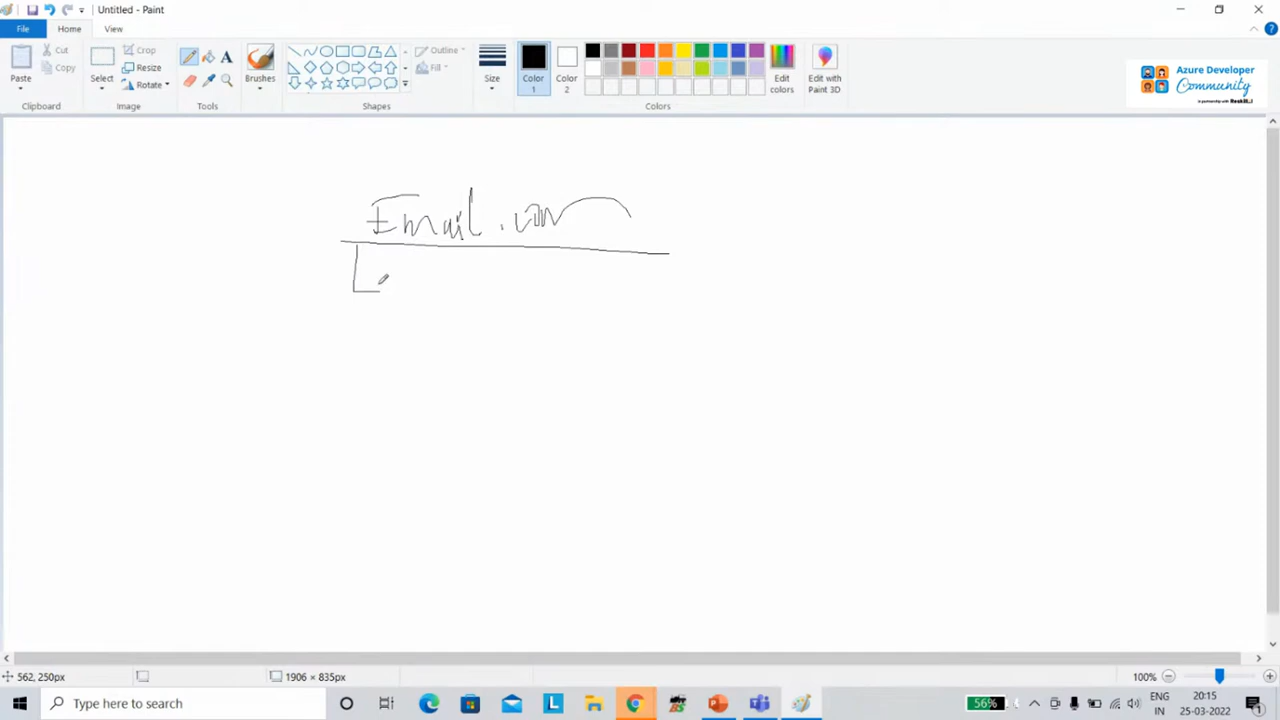 Untitled - Paint
File
Home
View
Paste
Cut
Copy
Clipboard
Select
Crop
Resize
Rotate
Image
Tools
Brushes
Shapes
Outline
Fill
Size
Color
1
Color
2
Edit
colors
Colors
Edit with
Paint 3D
Azure Developer
Community
Email.com
562, 250px
1906 × 835px
100%
Type here to search
56%
ENG
IN
20:15
25-03-2022